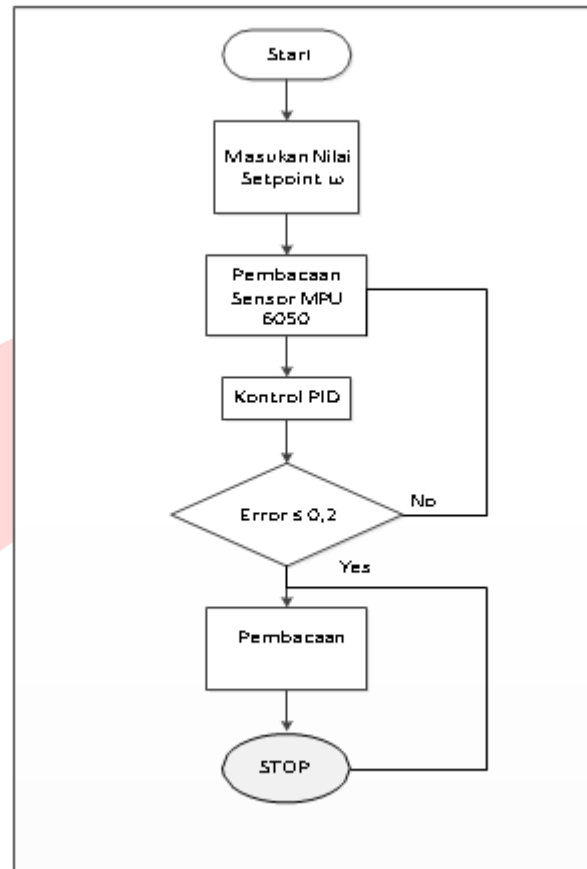 Start
Masukan Nilai
Setpoint ω
Pembacaan
Sensor MPU
6050
Kontrol PID
Error ≤ 0,2
No
Yes
Pembacaan
STOP